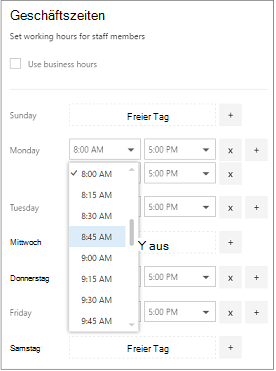 Geschäftszeiten
Set working hours for staff members
Use business hours
Sunday Freier Tag +
Monday 8:00 AM 5:00 PM x +
8:00 AM 5:00 PM x
8:15 AM
Tuesday 8:30 AM 5:00 PM x +
8:45 AM
Mittwoch Y aus +
9:00 AM
Donnerstag 9:15 AM 5:00 PM x +
9:30 AM
Friday 5:00 PM x +
9:45 AM
Samstag Freier Tag +